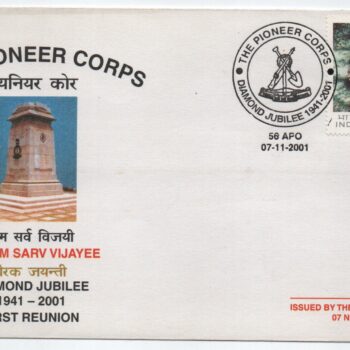 PIONEER CORPS
यनियर कोर
THE PIONEER CORPS
DIAMOND JUBILEE 1941-2001
56 APO
07-11-2001
भा
IND
म सर्व विजयी
M SARV VIJAYEE
रक जयन्ती
MOND JUBILEE
1941 – 2001
RST REUNION
ISSUED BY THE
07 N